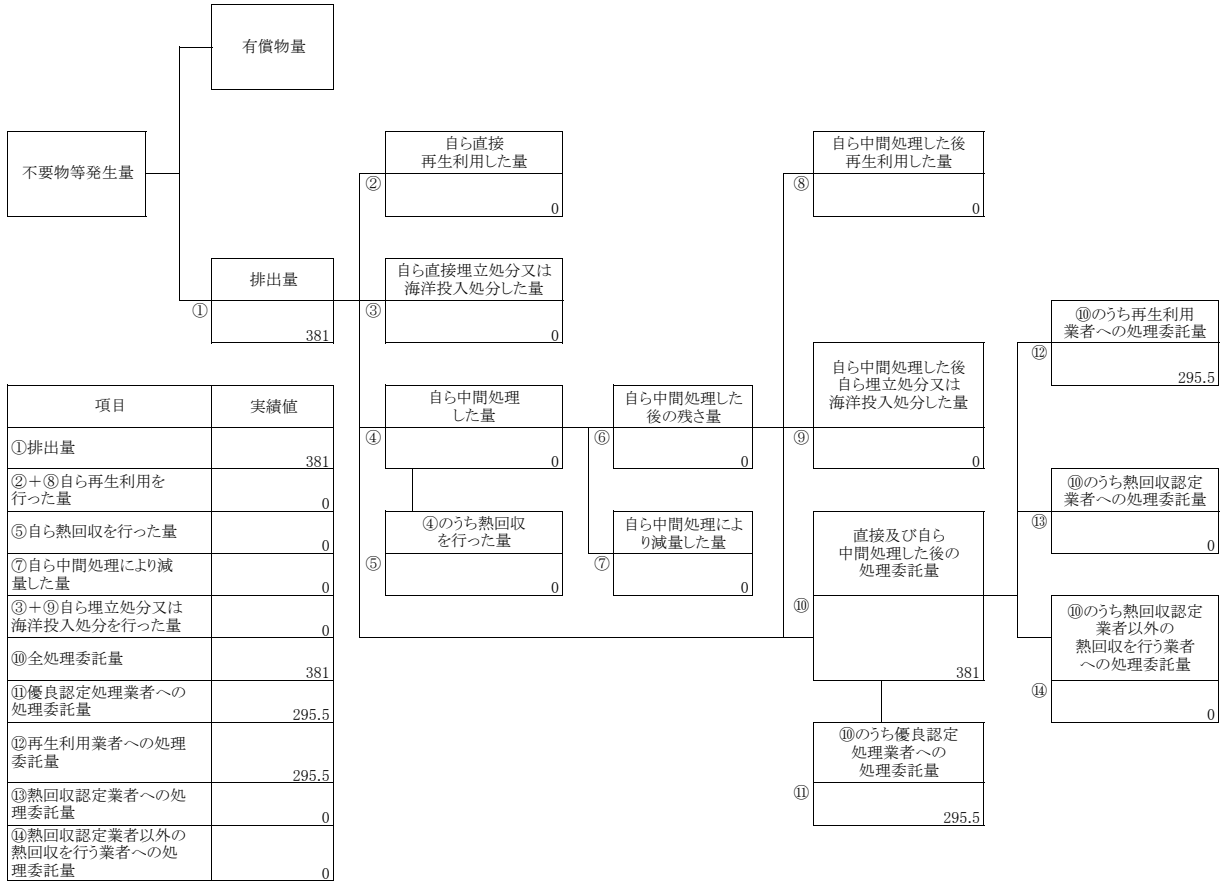 有償物量
不要物等発生量
自ら直接
再生利用した量
②
0
自ら中間処理した後
再生利用した量
⑧
0
排出量
①
381
自ら直接埋立処分又は
海洋投入処分した量
③
0
⑩のうち再生利用
業者への処理委託量
⑫
295.5
自ら中間処理
した量
④
0
自ら中間処理した
後の残さ量
⑥
0
自ら中間処理した後
自ら埋立処分又は
海洋投入処分した量
⑨
0
⑩のうち熱回収認定
業者への処理委託量
⑬
0
④のうち熱回収
を行った量
⑤
0
自ら中間処理によ
り減量した量
⑦
0
直接及び自ら
中間処理した後の
処理委託量
⑩
381
⑩のうち熱回収認定
業者以外の
熱回収を行う業者
への処理委託量
⑭
0
⑩のうち優良認定
処理業者への
処理委託量
⑪
295.5
項目 実績値
①排出量
381
②+⑧自ら再生利用を
行った量
0
⑤自ら熱回収を行った量
0
⑦自ら中間処理により減
量した量
0
③+⑨自ら埋立処分又は
海洋投入処分を行った量
0
⑩全処理委託量
381
⑪優良認定処理業者への
処理委託量
295.5
⑫再生利用業者への処理
委託量
295.5
⑬熱回収認定業者への処
理委託量
0
⑭熱回収認定業者以外の
熱回収を行う業者への処
理委託量
0